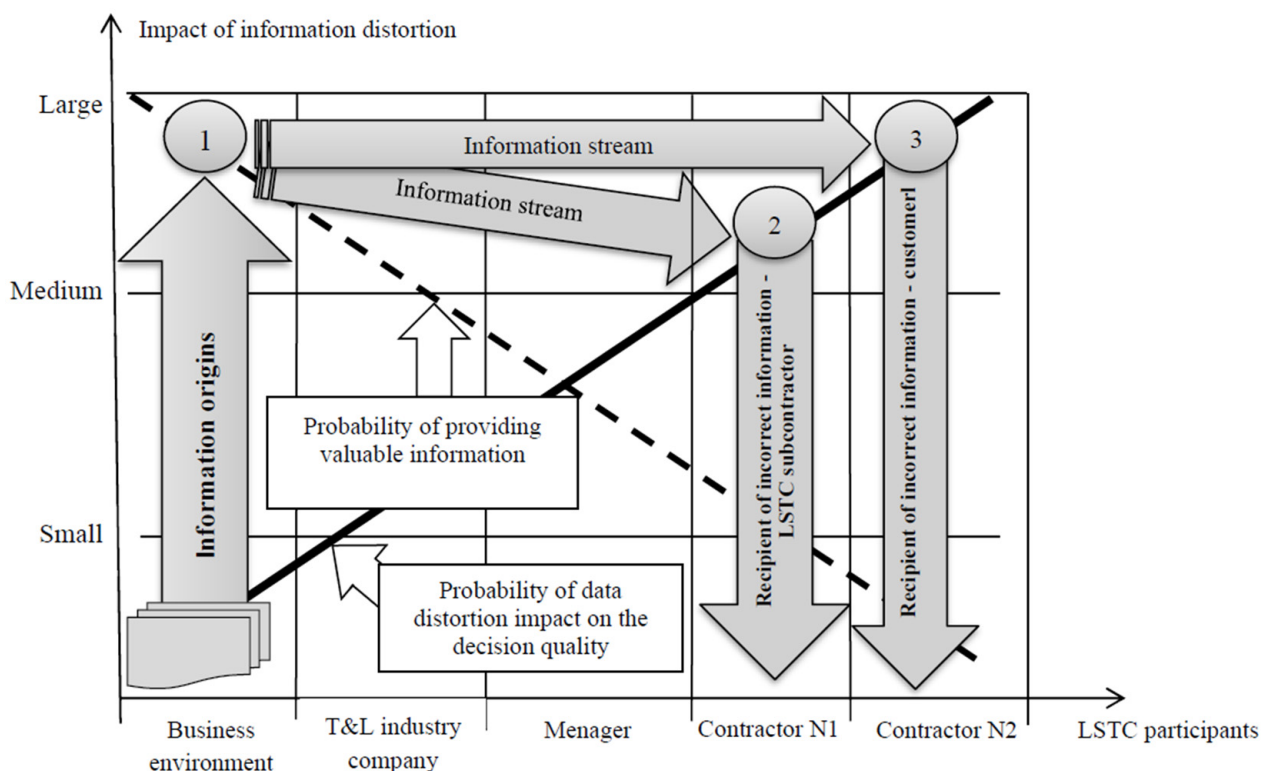 Impact of information distortion
Large
1
Information stream
3
Information stream
2
Medium
Information origins
Probability of providing
valuable information
Recipient of incorrect information -
LSTC subcontractor
Recipient of incorrect information - customerl
Small
Probability of data
distortion impact on the
decision quality
Business
environment
T&L industry
company
Menager
Contractor N1
Contractor N2
LSTC participants